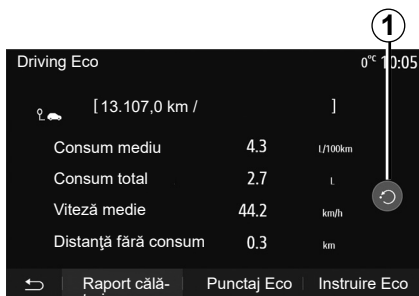 1
Driving Eco 0°C 10:05
[ 13.107,0 km / ]
Consum mediu 4.3 L/100km
Consum total 2.7 L
Viteză medie 44.2 km/h
Distanţă fără consum 0.3 km
Raport călă- Punctaj Eco Instruire Eco